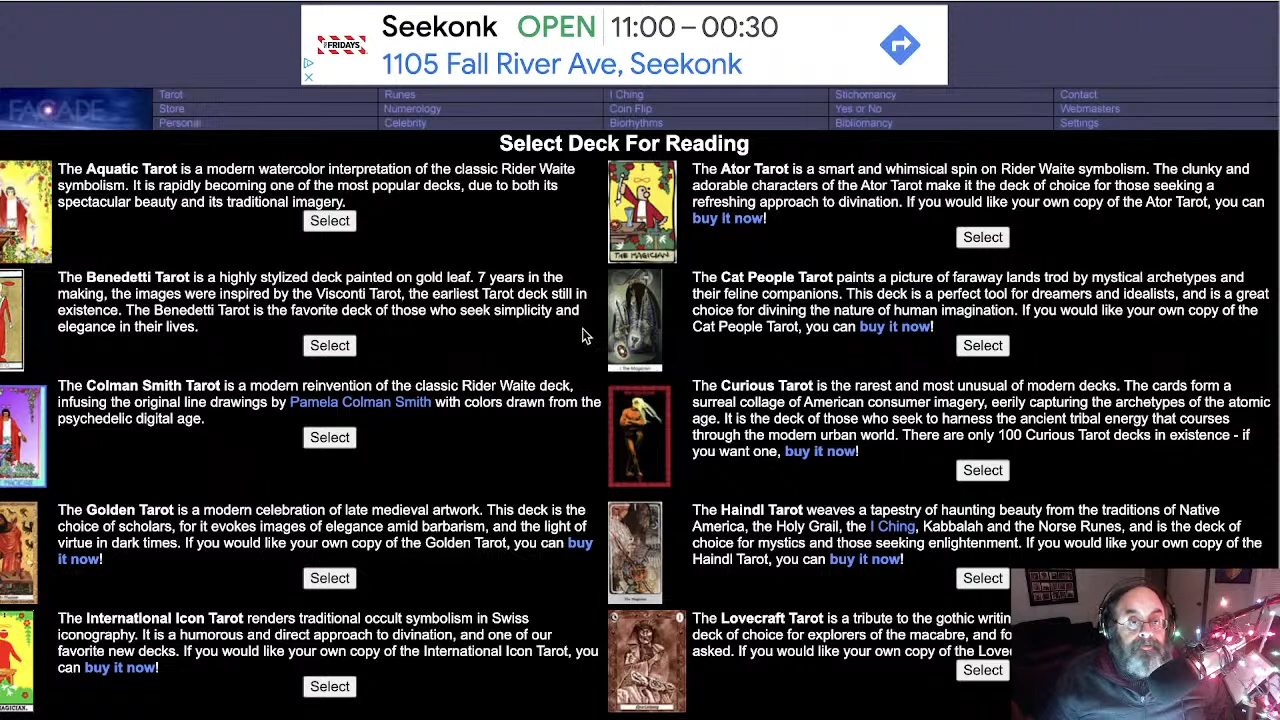 FRIDAYS
Seekonk OPEN 11:00 – 00:30
1105 Fall River Ave, Seekonk
FACADE
Tarot Runes I Ching Stichomancy Contact
Store Numerology Coin Flip Yes or No Webmasters
Personal Celebrity Biorhythms Bibliomancy Settings
Select Deck For Reading
The Aquatic Tarot is a modern watercolor interpretation of the classic Rider Waite
symbolism. It is rapidly becoming one of the most popular decks, due to both its
spectacular beauty and its traditional imagery.
Select
THE MAGICIAN
The Ator Tarot is a smart and whimsical spin on Rider Waite symbolism. The clunky and
adorable characters of the Ator Tarot make it the deck of choice for those seeking a
refreshing approach to divination. If you would like your own copy of the Ator Tarot, you can
buy it now!
Select
The Benedetti Tarot is a highly stylized deck painted on gold leaf. 7 years in the
making, the images were inspired by the Visconti Tarot, the earliest Tarot deck still in
existence. The Benedetti Tarot is the favorite deck of those who seek simplicity and
elegance in their lives.
Select
I The Magician
The Cat People Tarot paints a picture of faraway lands trod by mystical archetypes and
their feline companions. This deck is a perfect tool for dreamers and idealists, and is a great
choice for divining the nature of human imagination. If you would like your own copy of the
Cat People Tarot, you can buy it now!
Select
The Colman Smith Tarot is a modern reinvention of the classic Rider Waite deck,
infusing the original line drawings by Pamela Colman Smith with colors drawn from the
psychedelic digital age.
Select
The Curious Tarot is the rarest and most unusual of modern decks. The cards form a
surreal collage of American consumer imagery, eerily capturing the archetypes of the atomic
age. It is the deck of those who seek to harness the ancient tribal energy that courses
through the modern urban world. There are only 100 Curious Tarot decks in existence - if
you want one, buy it now!
Select
The Golden Tarot is a modern celebration of late medieval artwork. This deck is the
choice of scholars, for it evokes images of elegance amid barbarism, and the light of
virtue in dark times. If you would like your own copy of the Golden Tarot, you can buy
it now!
Select
The Magician
The Haindl Tarot weaves a tapestry of haunting beauty from the traditions of Native
America, the Holy Grail, the I Ching, Kabbalah and the Norse Runes, and is the deck of
choice for mystics and those seeking enlightenment. If you would like your own copy of the
Haindl Tarot, you can buy it now!
Select
MAGICIAN.
The International Icon Tarot renders traditional occult symbolism in Swiss
iconography. It is a humorous and direct approach to divination, and one of our
favorite new decks. If you would like your own copy of the International Icon Tarot, you
can buy it now!
Select
The Lovecraft Tarot is a tribute to the gothic writin
deck of choice for explorers of the macabre, and fo
asked. If you would like your own copy of the Love
Select